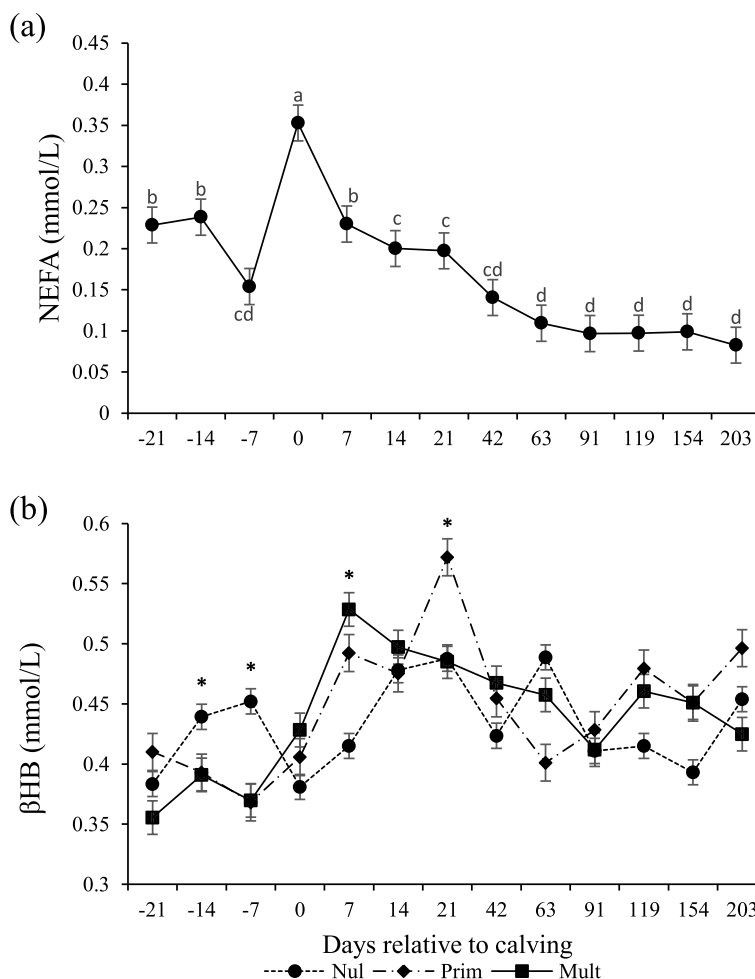 (a)
0.45
0.4
0.35
0.3
0.25
0.2
0.15
0.1
0.05
0
NEFA (mmol/L)
b b cd a b c c cd d d d d d
-21 -14 -7 0 7 14 21 42 63 91 119 154 203
(b)
0.6
0.55
0.5
0.45
0.4
0.35
0.3
βHB (mmol/L)
* * * *
-21 -14 -7 0 7 14 21 42 63 91 119 154 203
Days relative to calving
Nul Prim Mult